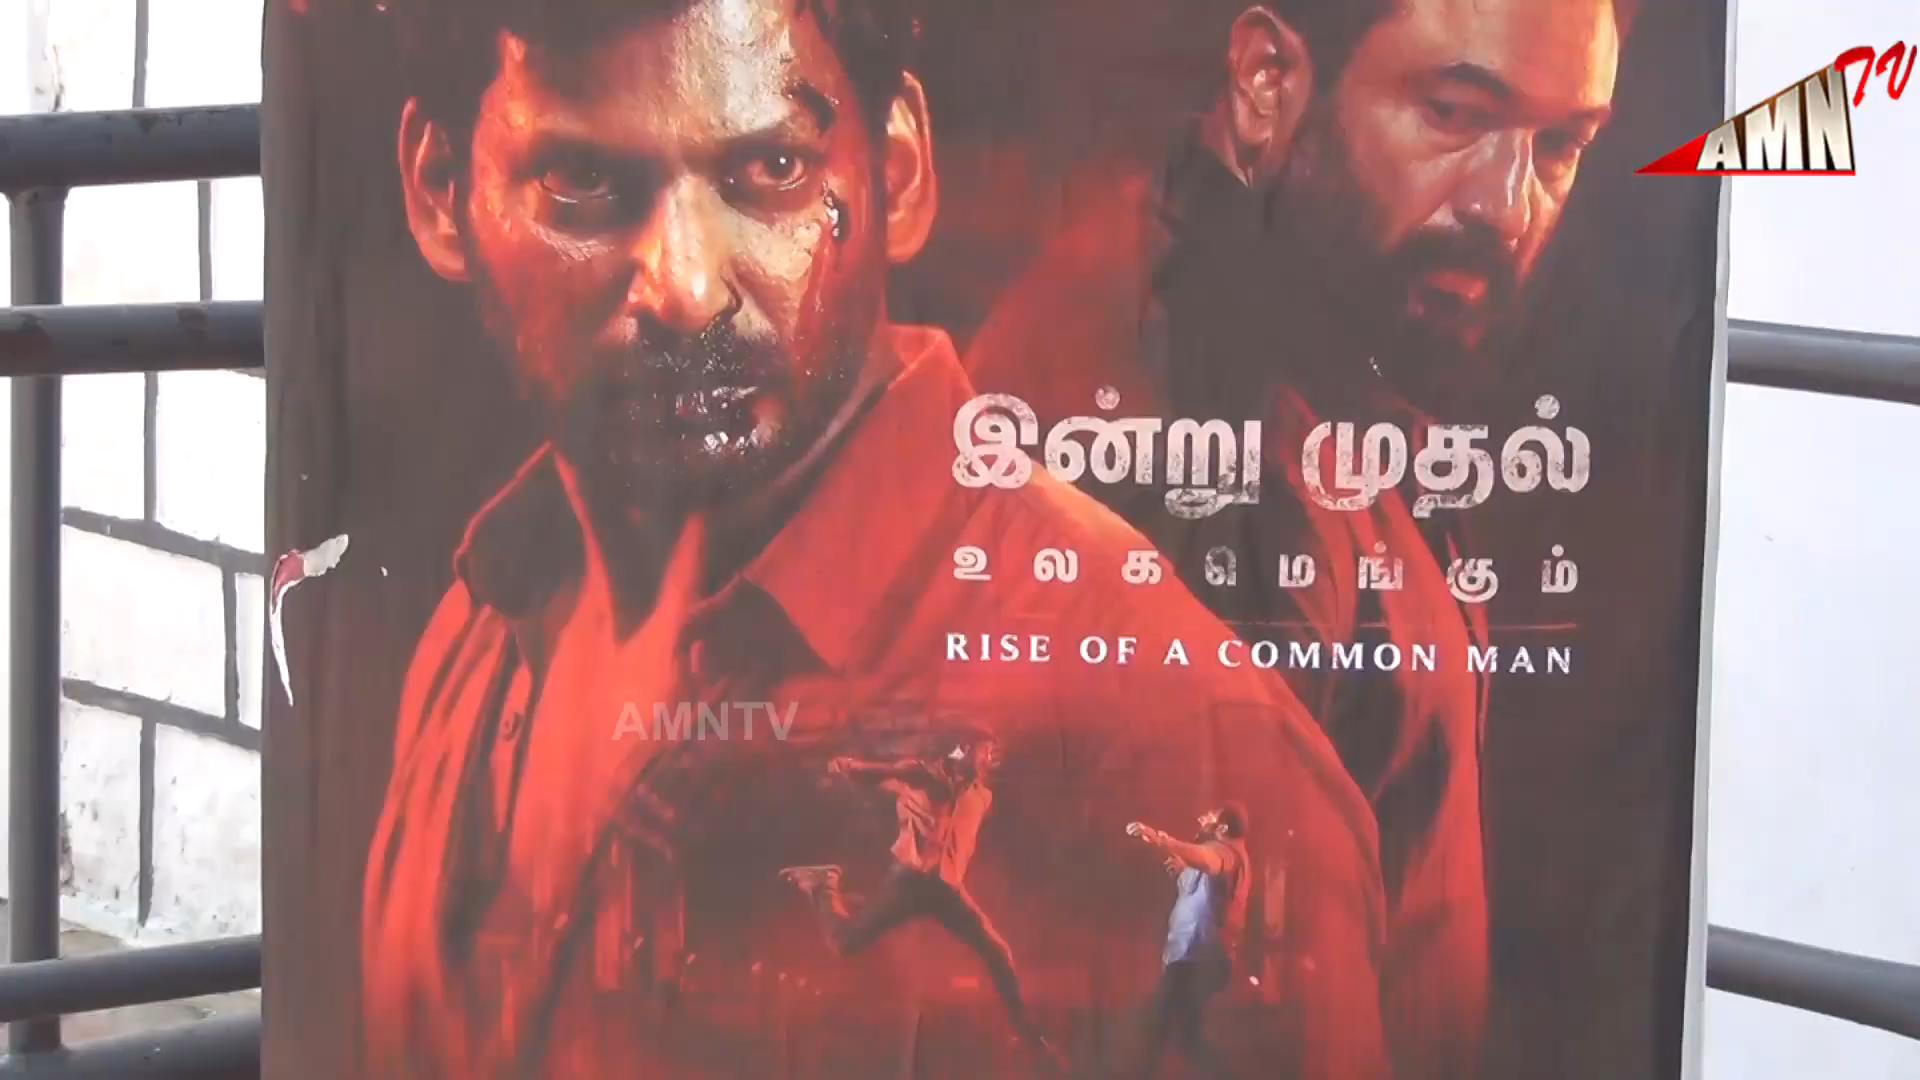 AMN TV
இன்று முதல்
உலகமெங்கும்
RISE OF A COMMON MAN
AMNTV